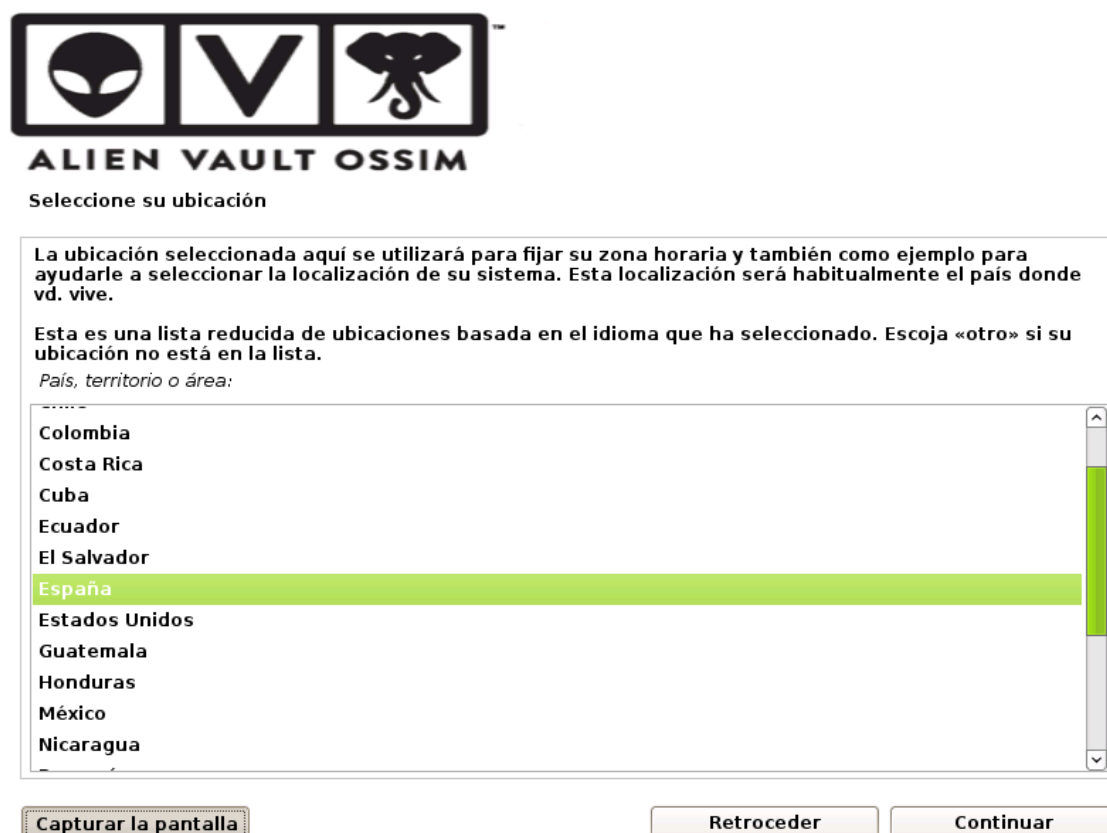 ™
ALIEN VAULT OSSIM
Seleccione su ubicación
La ubicación seleccionada aquí se utilizará para fijar su zona horaria y también como ejemplo para
ayudarle a seleccionar la localización de su sistema. Esta localización será habitualmente el país donde
vd. vive.
Esta es una lista reducida de ubicaciones basada en el idioma que ha seleccionado. Escoja «otro» si su
ubicación no está en la lista.
País, territorio o área:
Colombia
Costa Rica
Cuba
Ecuador
El Salvador
España
Estados Unidos
Guatemala
Honduras
México
Nicaragua
Capturar la pantalla
Retroceder
Continuar